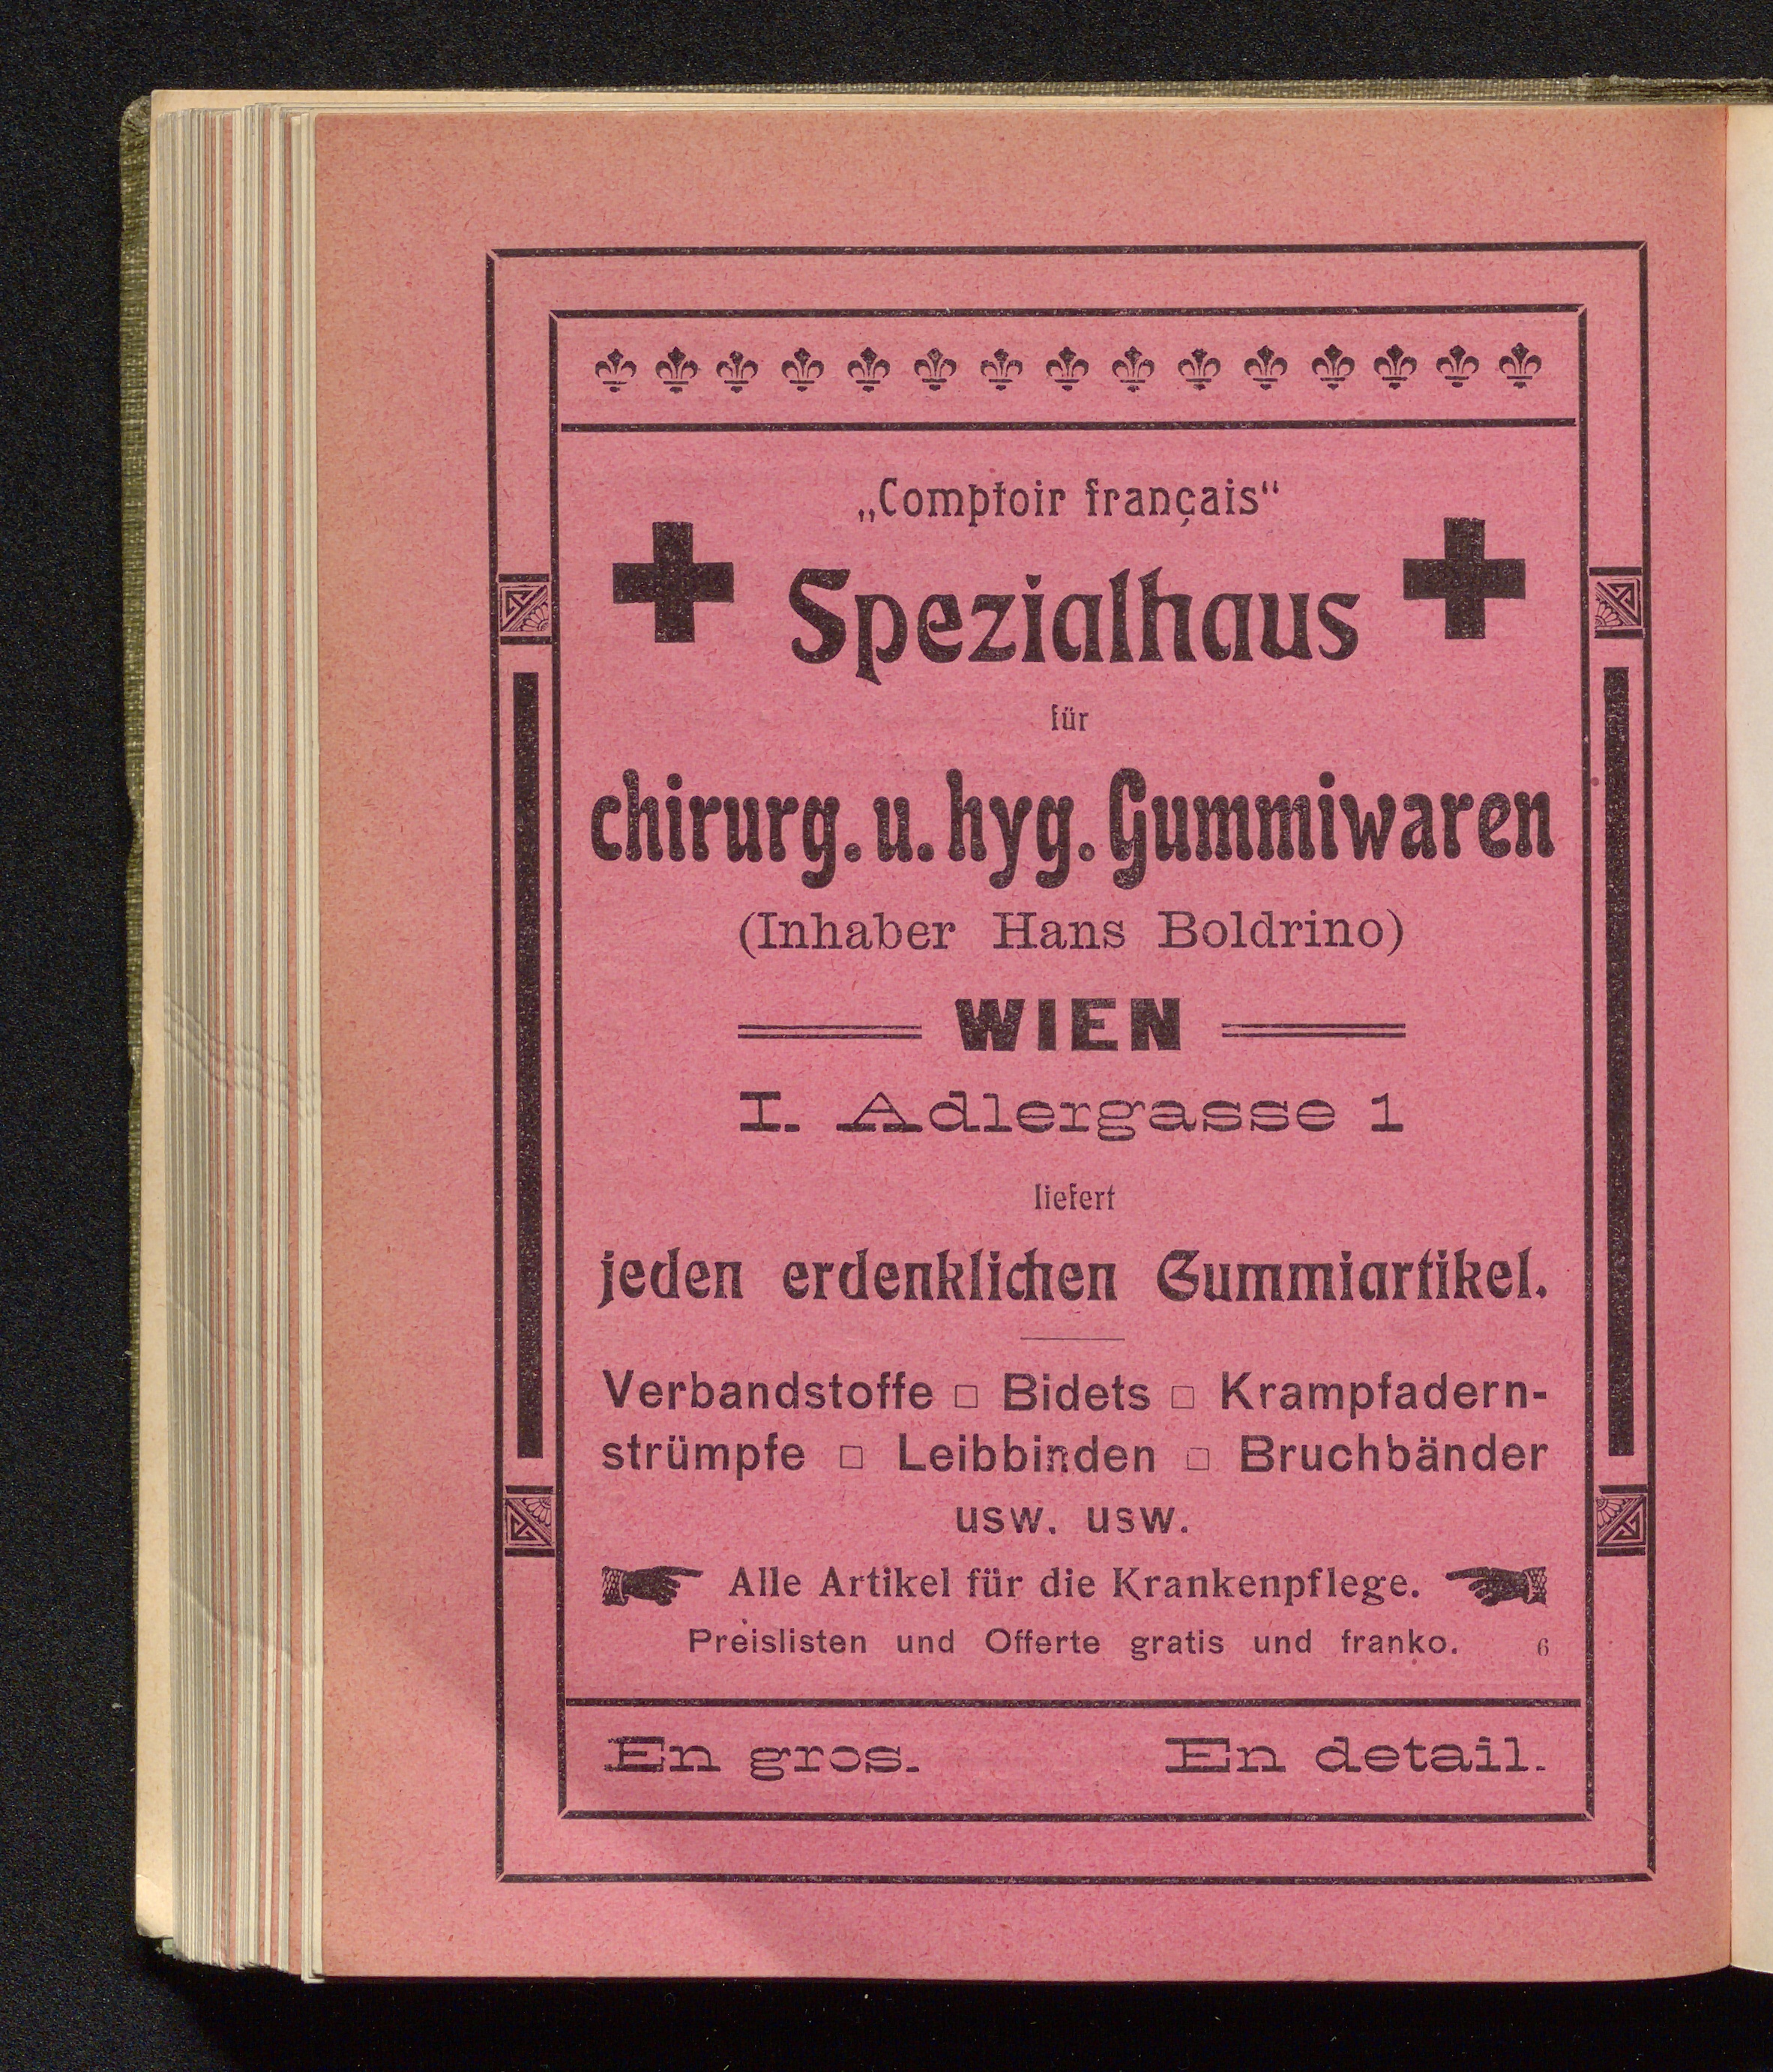 „Comptoir français“
Spezialhaus
für
chirurg. u. hyg. Gummiwaren
(Inhaber Hans Boldrino)
WIEN
I. Adlergasse 1
liefert
jeden erdenklichen Gummiartikel.
Verbandstoffe □ Bidets □ Krampfadern-
strümpfe □ Leibbinden □ Bruchbänder
usw. usw.
Alle Artikel für die Krankenpflege.
Preislisten und Offerte gratis und franko. 6
En gros. En detail.